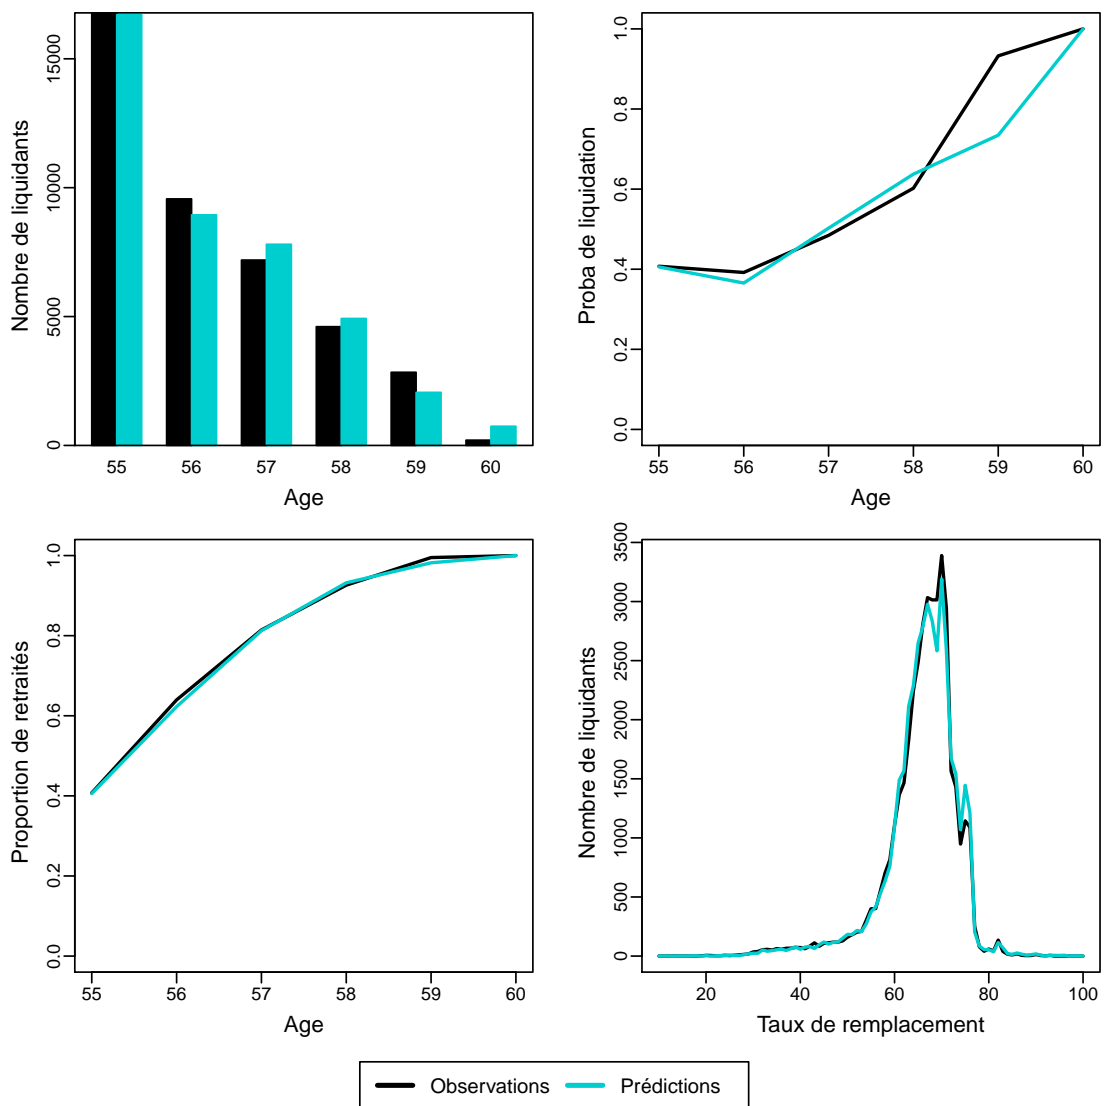 Nombre de liquidants
15000
10000
5000
0
55 56 57 58 59 60
Age
Proba de liquidation
1.0
0.8
0.6
0.4
0.2
0.0
55 56 57 58 59 60
Age
Proportion de retraités
1.0
0.8
0.6
0.4
0.2
0.0
55 56 57 58 59 60
Age
Nombre de liquidants
3500
3000
2500
2000
1500
1000
500
0
20 40 60 80 100
Taux de remplacement
Observations Prédictions